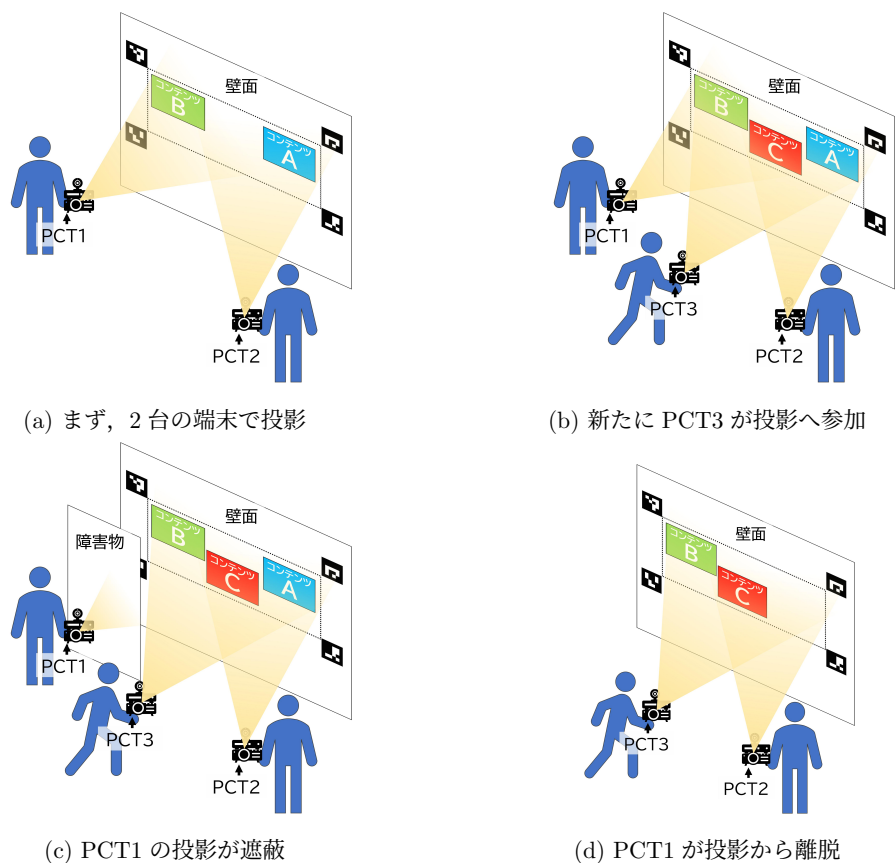 壁面
コンテンツ
B
コンテンツ
A
PCT1
PCT2
(a) まず，2 台の端末で投影
壁面
コンテンツ
B
コンテンツ
C
コンテンツ
A
PCT1
PCT3
PCT2
(b) 新たに PCT3 が投影へ参加
壁面
障害物
コンテンツ
B
コンテンツ
C
コンテンツ
A
PCT1
PCT3
PCT2
(c) PCT1 の投影が遮蔽
壁面
コンテンツ
B
コンテンツ
C
PCT3
PCT2
(d) PCT1 が投影から離脱